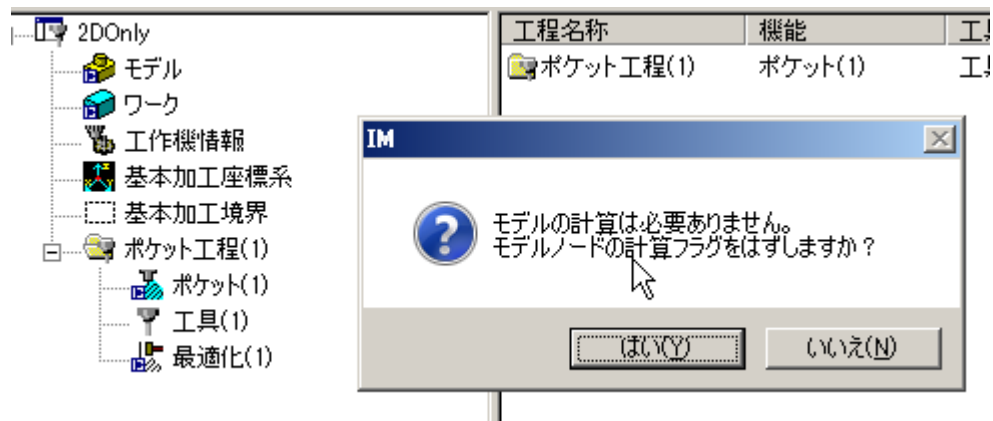 2DOnly
モデル
ワーク
工作機情報
基本加工座標系
基本加工境界
ポケット工程(1)
ポケット(1)
工具(1)
最適化(1)
工程名称 機能
ポケット工程(1) ポケット(1)
IM
モデルの計算は必要ありません。
モデルノードの計算フラグをはずしますか？
はい(Y) いいえ(N)